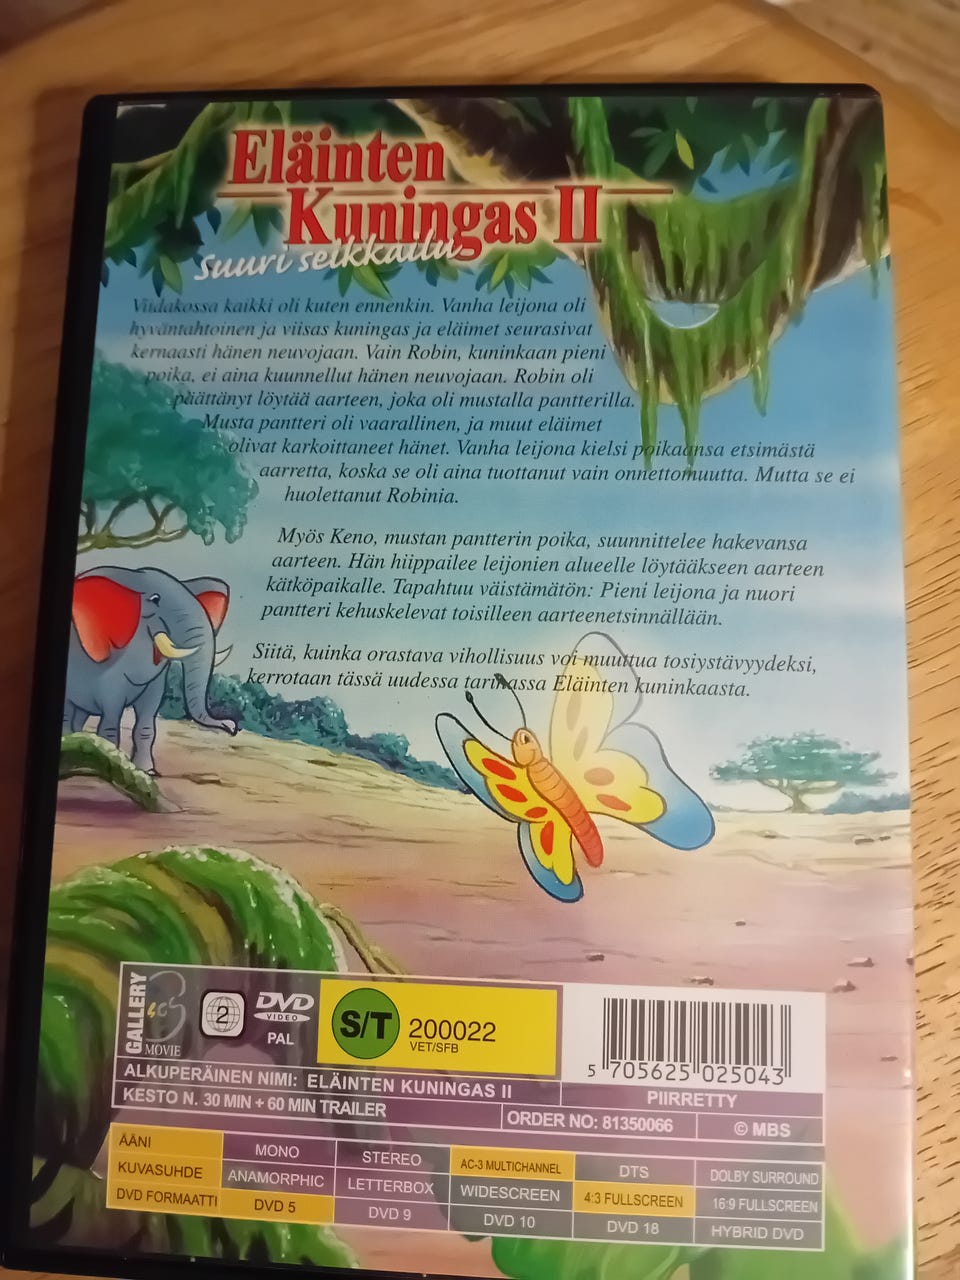 Eläinten
Kuningas II
suuri seikkailu
Viidakossa kaikki oli kuten ennenkin. Vanha leijona oli
hyväntahtoinen ja viisas kuningas ja eläimet seurasivat
kernaasti hänen neuvojaan. Vain Robin, kuninkaan pieni
poika, ei aina kuunnellut hänen neuvojaan. Robin oli
päättänyt löytää aarteen, joka oli mustalla pantterilla.
Musta pantteri oli vaarallinen, ja muut eläimet
olivat karkoittaneet hänet. Vanha leijona kielsi poikaansa etsimästä
aarretta, koska se oli aina tuottanut vain onnettomuutta. Mutta se ei
huolettanut Robinia.
Myös Keno, mustan pantterin poika, suunnittelee hakevansa
aarteen. Hän hiippailee leijonien alueelle löytääkseen aarteen
kätköpaikalle. Tapahtuu väistämätön: Pieni leijona ja nuori
pantteri kehuskelevat toisilleen aarteenetsinnällään.
Siitä, kuinka orastava vihollisuus voi muuttua tosiystävyydeksi,
kerrotaan tässä uudessa tarinassa Eläinten kuninkaasta.
GALLERY
MOVIE
2
DVD
VIDEO
PAL
S/T 200022
VET/SFB
5 705625 025043
ALKUPERÄINEN NIMI: ELÄINTEN KUNINGAS II
PIIRRETTY
KESTO N. 30 MIN + 60 MIN TRAILER
ORDER NO: 81350066
© MBS
ÄÄNI MONO STEREO AC-3 MULTICHANNEL DTS DOLBY SURROUND
KUVASUHDE ANAMORPHIC LETTERBOX WIDESCREEN 4:3 FULLSCREEN 16:9 FULLSCREEN
DVD FORMAATTI DVD 5 DVD 9 DVD 10 DVD 18 HYBRID DVD